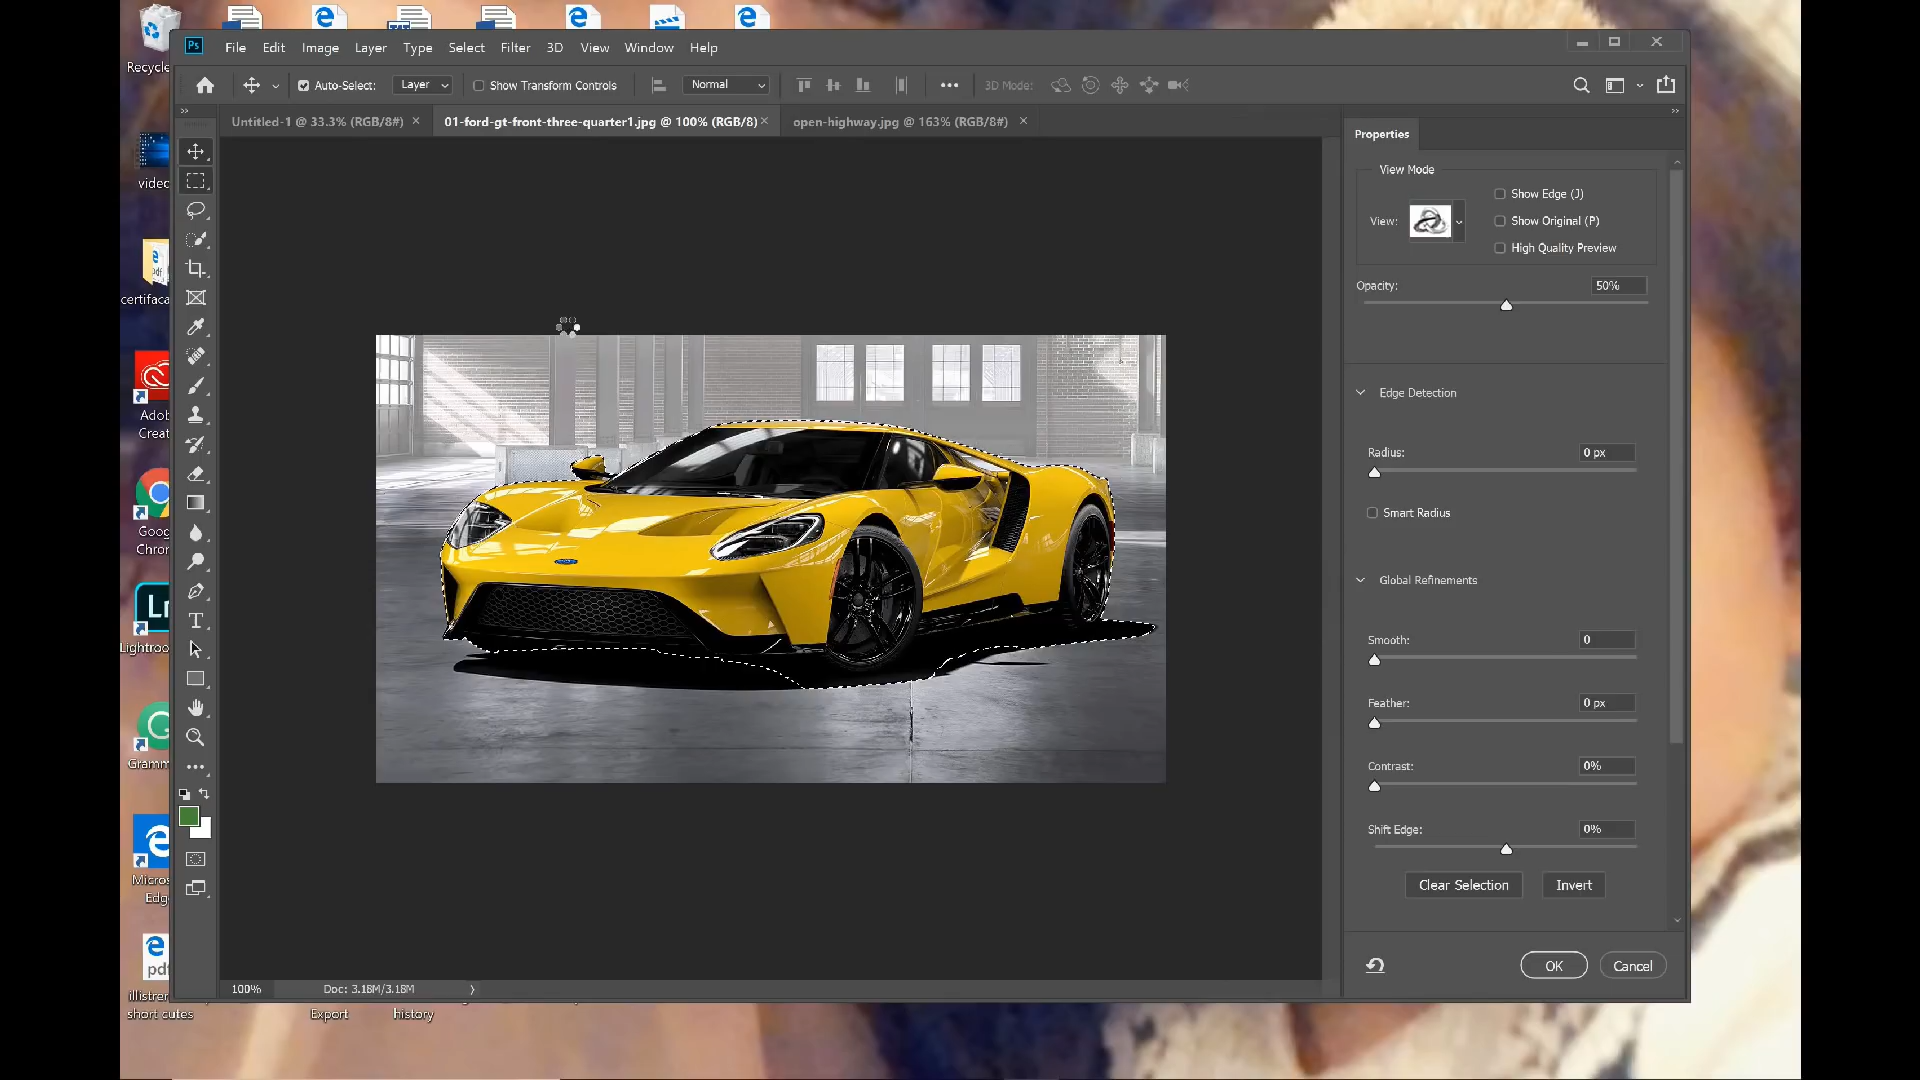 Recycle
Ps
File Edit Image Layer Type Select Filter 3D View Window Help
Auto-Select: Layer Show Transform Controls Normal 3D Mode:
Untitled-1 @ 33.3% (RGB/8#) 01-ford-gt-front-three-quarter1.jpg @ 100% (RGB/8) open-highway.jpg @ 163% (RGB/8#)
Properties
View Mode
View:
Show Edge (J)
Show Original (P)
High Quality Preview
Opacity: 50%
Edge Detection
Radius: 0 px
Smart Radius
Global Refinements
Smooth: 0
Feather: 0 px
Contrast: 0%
Shift Edge: 0%
Clear Selection Invert
OK Cancel
100% Doc: 3.18M/3.18M
video
pdf
certifaca
Adob
Creat
Goog
Chron
Lr
Lightroo
Gramm
Micros
Edg
pdf
illistren
short cutes
Export
history